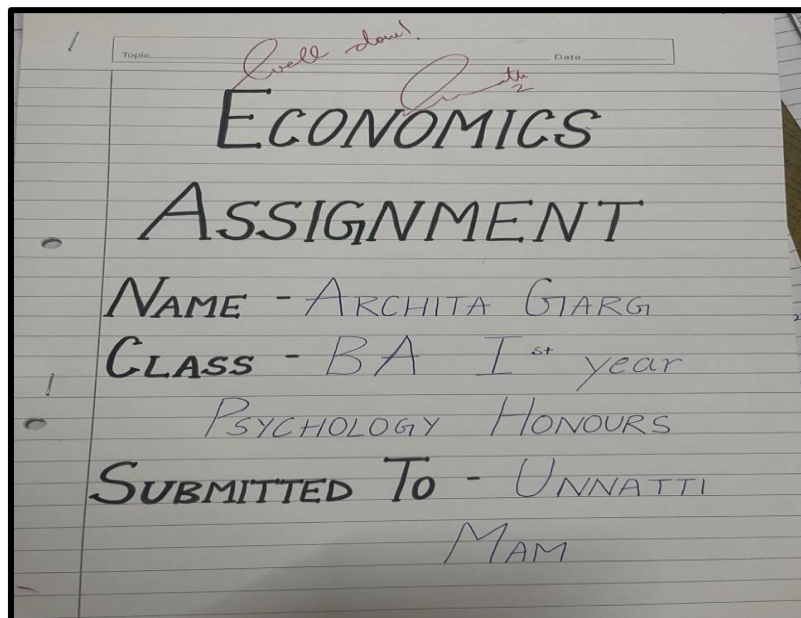 Well done!
Topic Date
ECONOMICS
ASSIGNMENT
NAME - ARCHITA GARG
CLASS - BA Ist year
PSYCHOLOGY HONOURS
SUBMITTED TO - UNNATTI
MAM